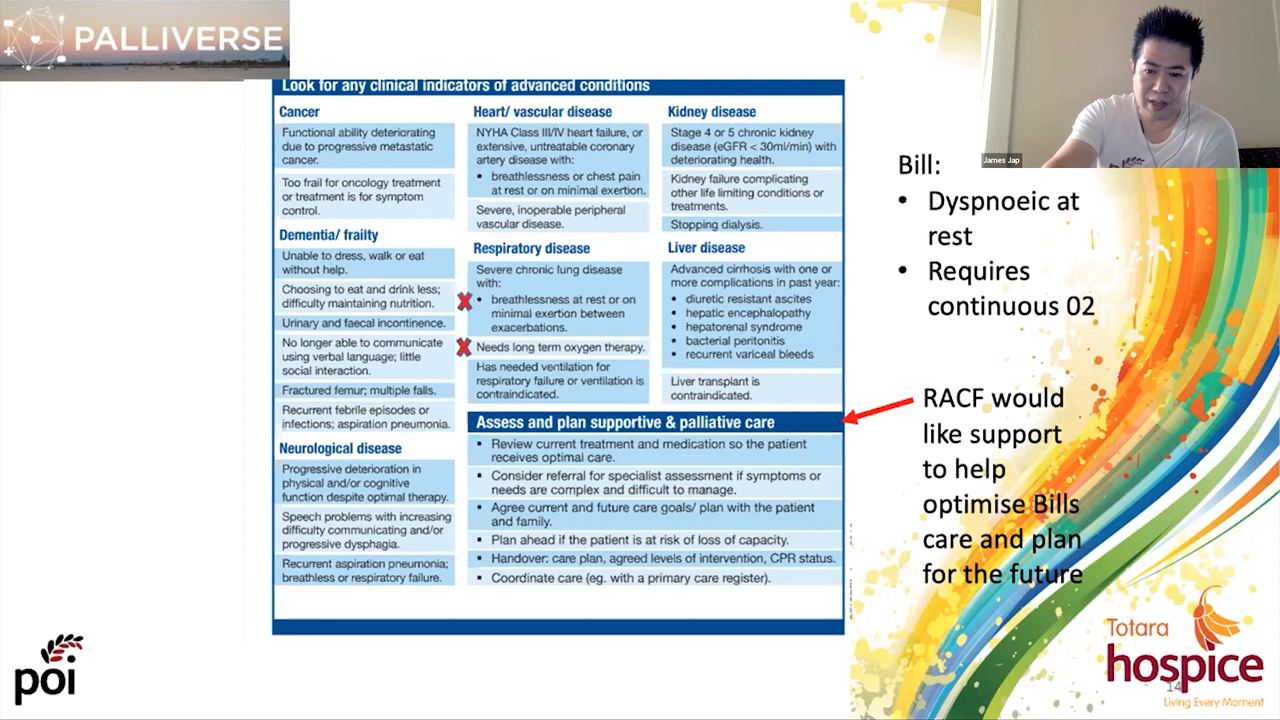 PALLIVERSE
Look for any clinical indicators of advanced conditions
Cancer
Functional ability deteriorating
due to progressive metastatic
cancer.
Too frail for oncology treatment
or treatment is for symptom
control.
Dementia/ frailty
Unable to dress, walk or eat
without help.
Choosing to eat and drink less;
difficulty maintaining nutrition.
Urinary and faecal incontinence.
No longer able to communicate
using verbal language; little
social interaction.
Fractured femur; multiple falls.
Recurrent febrile episodes or
infections; aspiration pneumonia.
Neurological disease
Progressive deterioration in
physical and/or cognitive
function despite optimal therapy.
Speech problems with increasing
difficulty communicating and/or
progressive dysphagia.
Recurrent aspiration pneumonia;
breathless or respiratory failure.
Heart/ vascular disease
NYHA Class III/IV heart failure, or
extensive, untreatable coronary
artery disease with:
• breathlessness or chest pain
at rest or on minimal exertion.
Severe, inoperable peripheral
vascular disease.
Respiratory disease
Severe chronic lung disease
with:
• breathlessness at rest or on
minimal exertion between
exacerbations.
Needs long term oxygen therapy.
Has needed ventilation for
respiratory failure or ventilation is
contraindicated.
Kidney disease
Stage 4 or 5 chronic kidney
disease (eGFR < 30ml/min) with
deteriorating health.
Kidney failure complicating
other life limiting conditions or
treatments.
Stopping dialysis.
Liver disease
Advanced cirrhosis with one or
more complications in past year:
• diuretic resistant ascites
• hepatic encephalopathy
• hepatorenal syndrome
• bacterial peritonitis
• recurrent variceal bleeds
Liver transplant is
contraindicated.
Assess and plan supportive & palliative care
▪ Review current treatment and medication so the patient
receives optimal care.
▪ Consider referral for specialist assessment if symptoms or
needs are complex and difficult to manage.
▪ Agree current and future care goals/ plan with the patient
and family.
▪ Plan ahead if the patient is at risk of loss of capacity.
▪ Handover: care plan, agreed levels of intervention, CPR status.
▪ Coordinate care (eg. with a primary care register).
James Jap
Bill:
• Dyspnoeic at
rest
• Requires
continuous 02
RACF would
like support
to help
optimise Bills
care and plan
for the future
poi
Totara
hospice
14
Living Every Moment